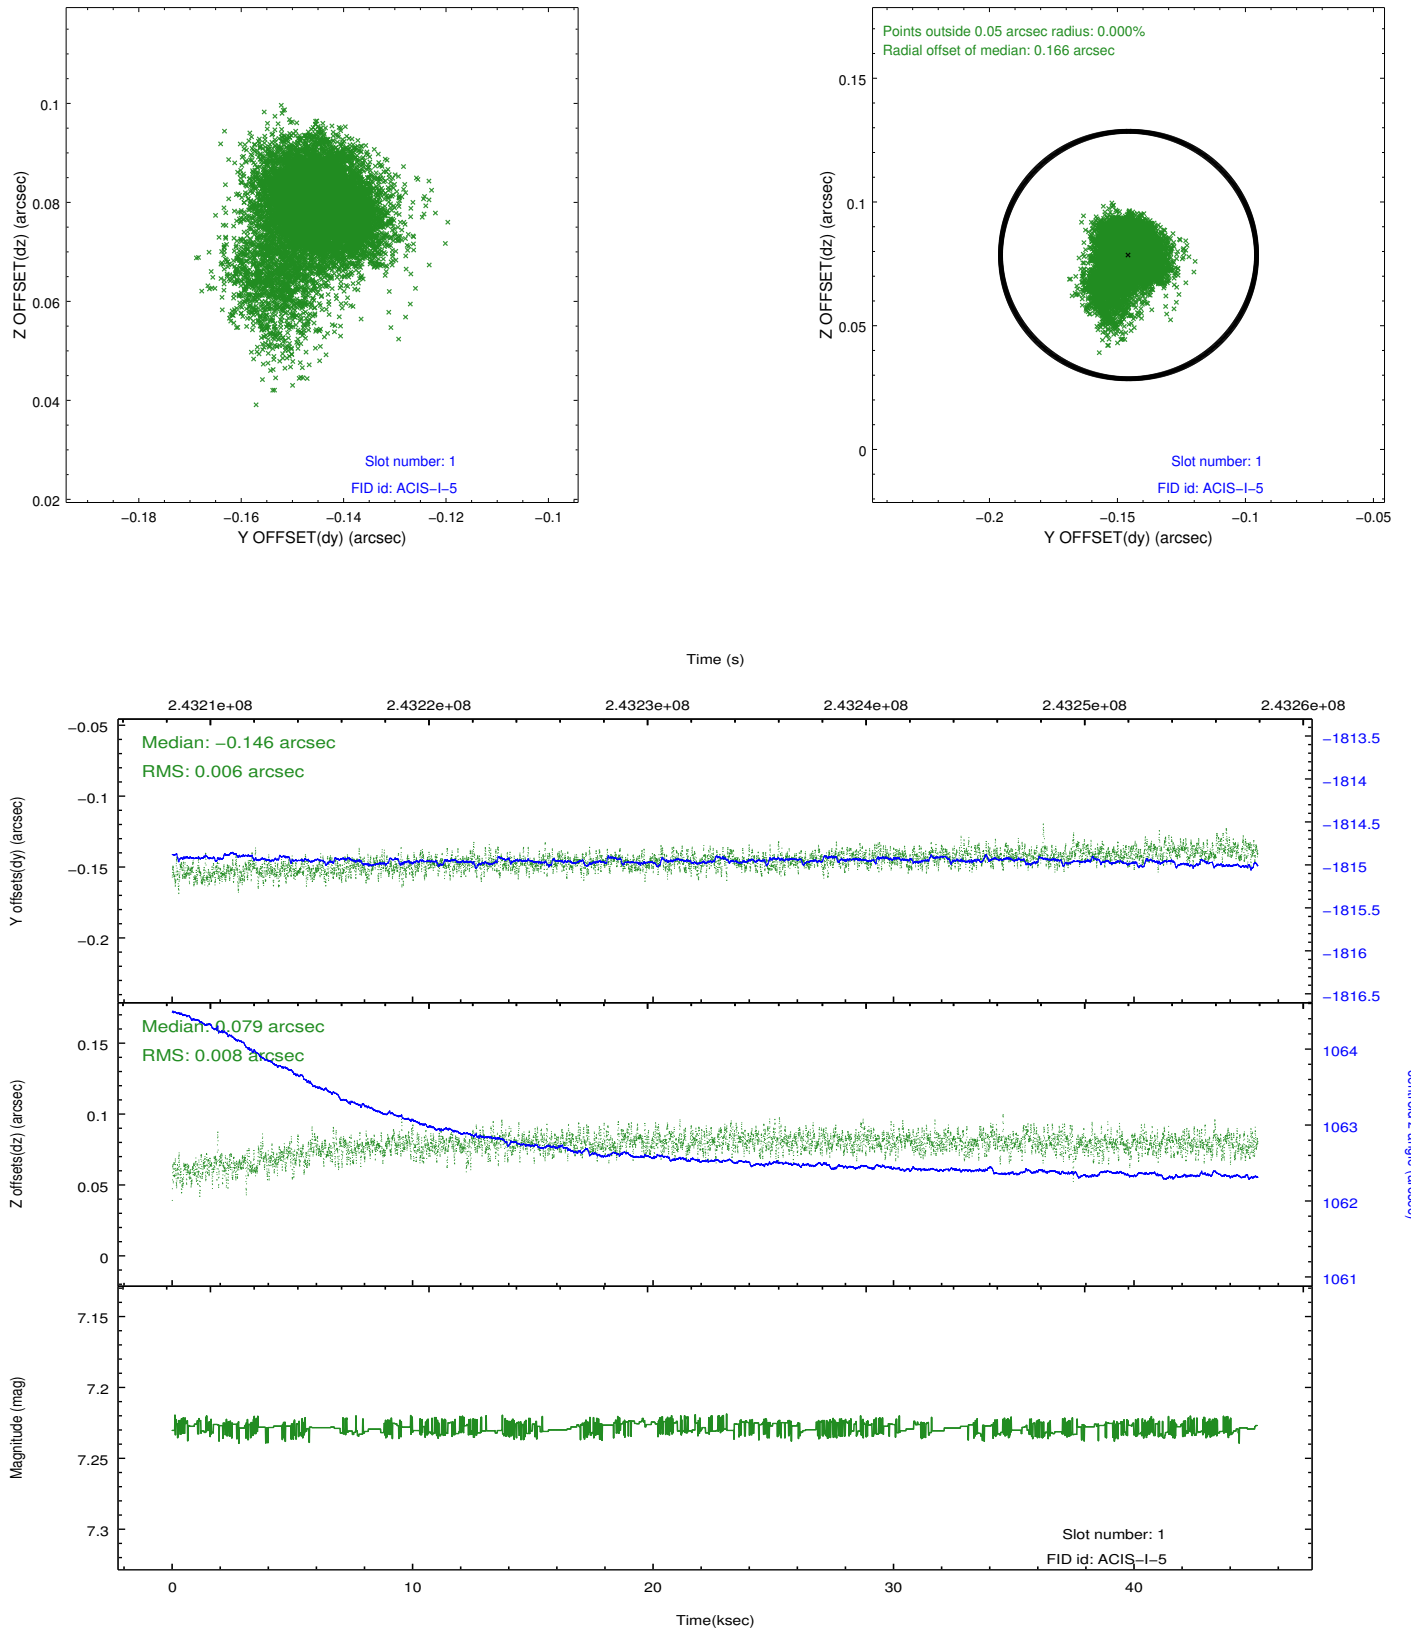 0.1
0.08
0.06
0.04
0.02
Z OFFSET(dz) (arcsec)
Slot number: 1
FID id: ACIS−I−5
−0.18 −0.16 −0.14 −0.12 −0.1
Y OFFSET(dy) (arcsec)
Points outside 0.05 arcsec radius: 0.000%
Radial offset of median: 0.166 arcsec
0.15
0.1
0.05
0
Z OFFSET(dz) (arcsec)
Slot number: 1
FID id: ACIS−I−5
−0.2 −0.15 −0.1 −0.05
Y OFFSET(dy) (arcsec)
Time (s)
2.4321e+08 2.4322e+08 2.4323e+08 2.4324e+08 2.4325e+08 2.4326e+08
Median: −0.146 arcsec
RMS: 0.006 arcsec
−0.05
−0.1
−0.15
−0.2
Y offsets(dy) (arcsec)
−1813.5
−1814
−1814.5
−1815
−1815.5
−1816
−1816.5
Median: 0.079 arcsec
RMS: 0.008 arcsec
0.15
0.1
0.05
0
Z offsets(dz) (arcsec)
1064
1063
1062
1061
7.15
7.2
7.25
7.3
Magnitude (mag)
Slot number: 1
FID id: ACIS−I−5
0 10 20 30 40
Time(ksec)